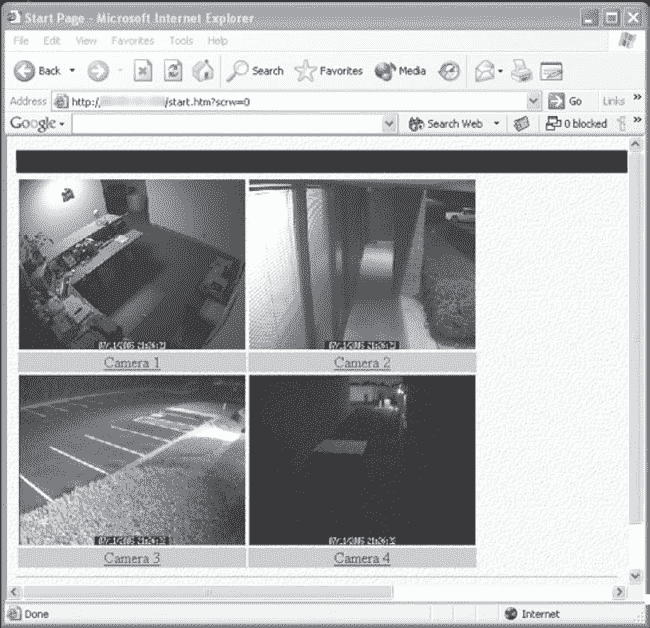 Start Page - Microsoft Internet Explorer
File Edit View Favorites Tools Help
Back Search Favorites Media
Address http:/ /start.htm?scrw=0 Go Links »
Google Search Web 0 blocked »
Camera 1 Camera 2
Camera 3 Camera 4
Done Internet